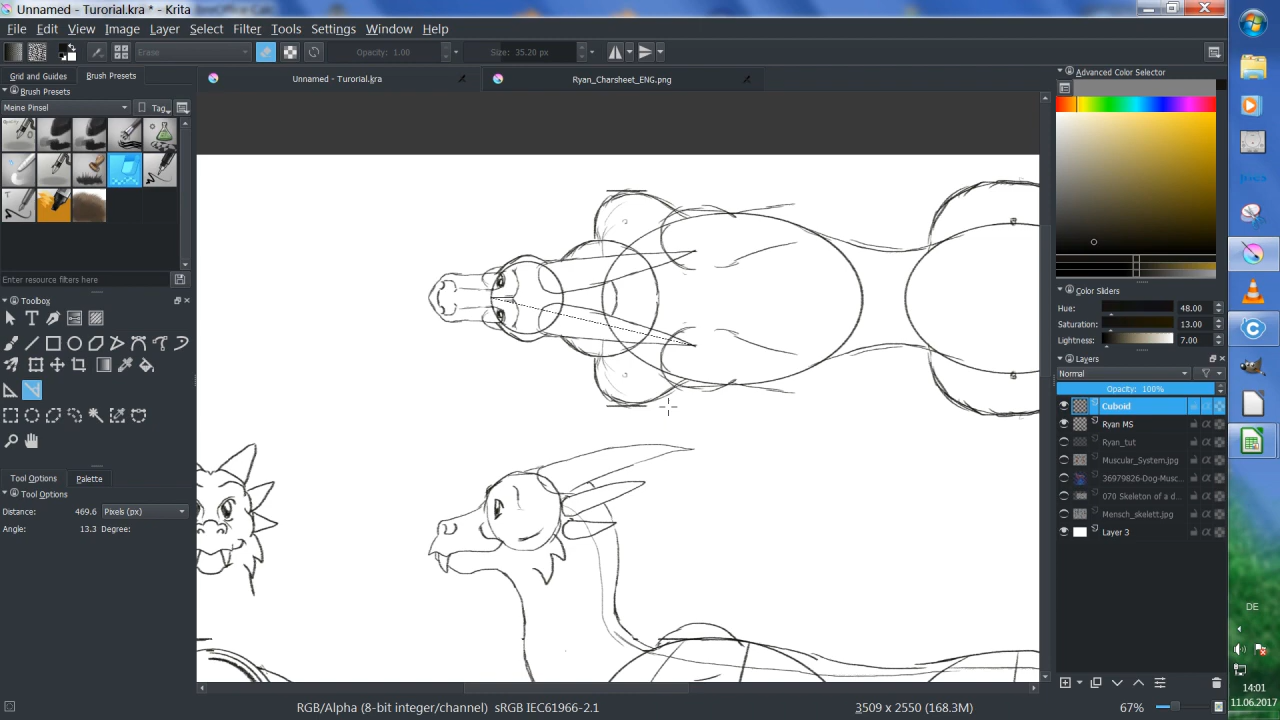 Unnamed - Turorial.kra * - Krita
File Edit View Image Layer Select Filter Tools Settings Window Help
Erase Opacity: 1.00 Size: 35.20 px
Grid and Guides Brush Presets
Unnamed - Turorial.kra
Ryan_Charsheet_ENG.png
Brush Presets
Meine Pinsel
Tag
Enter resource filters here
Toolbox
Tool Options Palette
Tool Options
Distance: 469.6 Pixels (px)
Angle: 13.3 Degree:
Advanced Color Selector
Color Sliders
Hue: 48.00
Saturation: 13.00
Lightness: 7.00
Layers
Normal
Opacity: 100%
Cuboid
Ryan MS
Ryan_tut
Muscular_System.jpg
36979826-Dog-Musc...
070 Skeleton of a d...
Mensch_skelett.jpg
Layer 3
RGB/Alpha (8-bit integer/channel) sRGB IEC61966-2.1
3509 x 2550 (168.3M)
67%
DE
14:01
11.06.2017